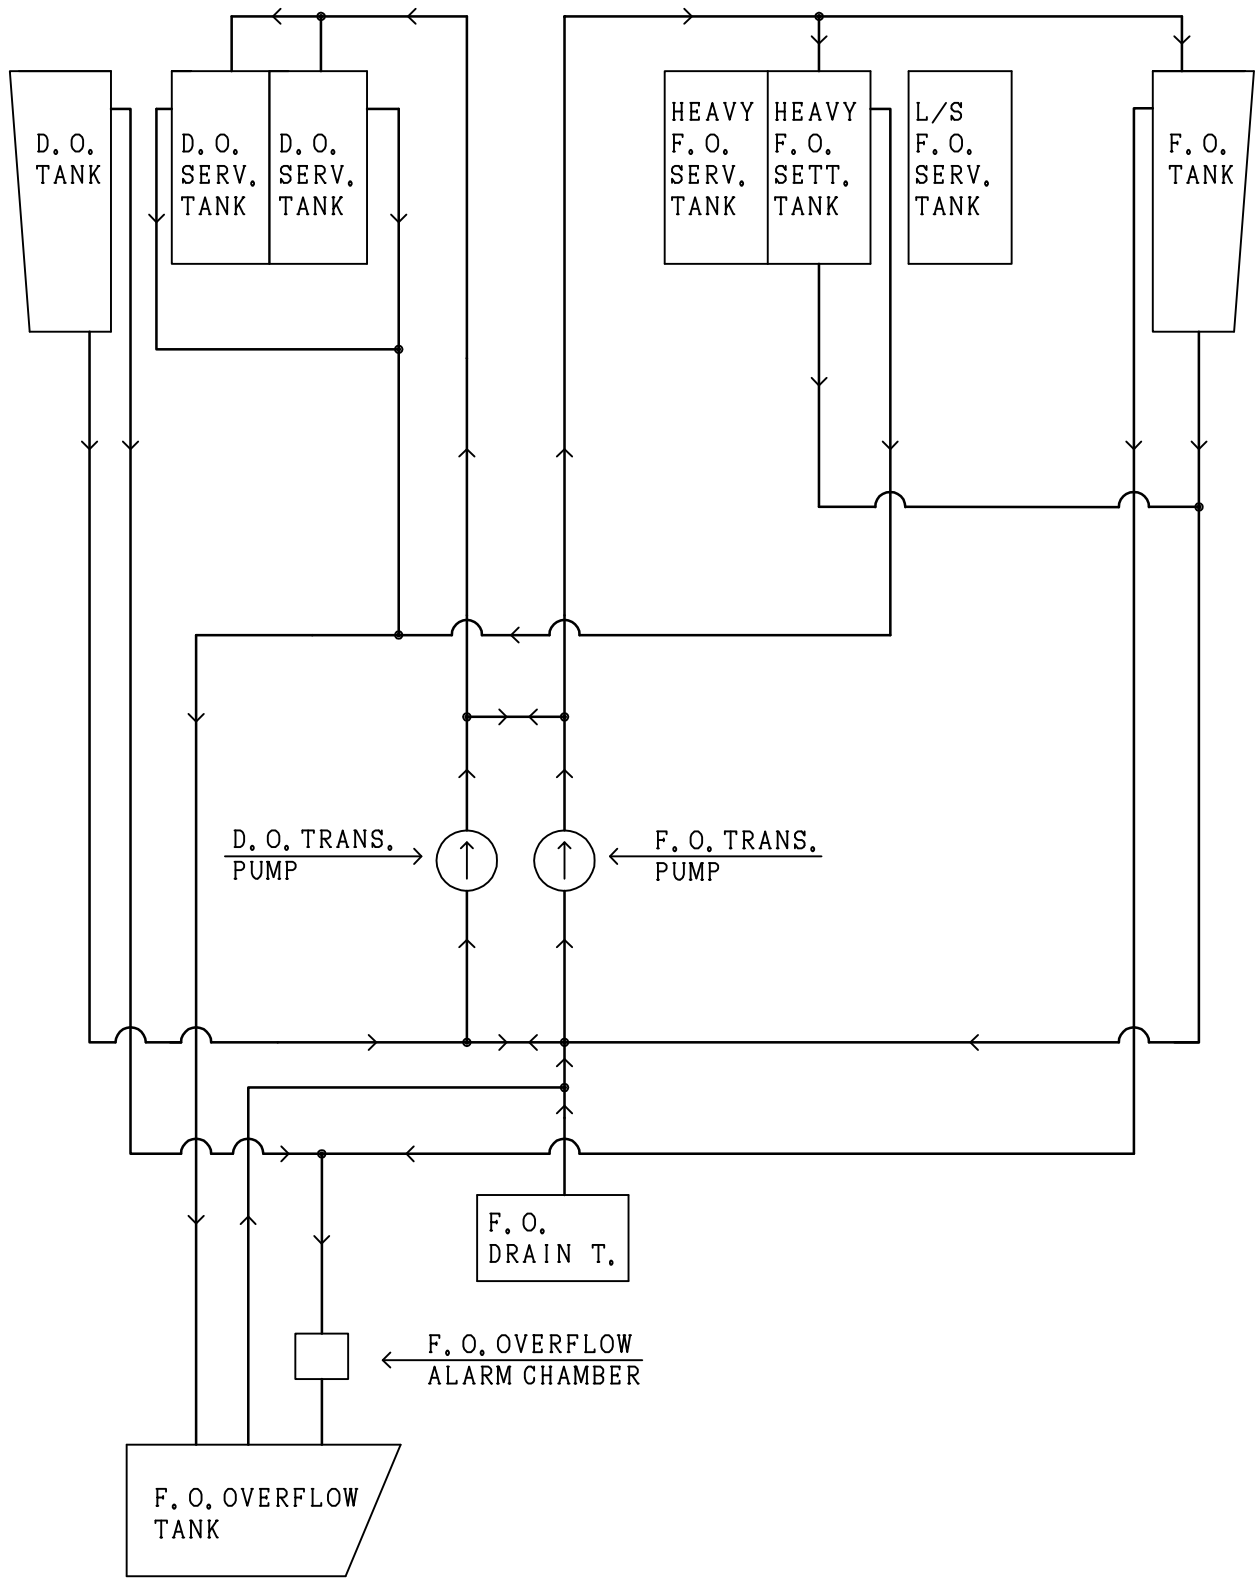 D. O.
TANK
D. O.
SERV.
TANK
D. O.
SERV.
TANK
HEAVY
F. O.
SERV.
TANK
HEAVY
F. O.
SETT.
TANK
L/S
F. O.
SERV.
TANK
F. O.
TANK
D. O. TRANS.
PUMP
F. O. TRANS.
PUMP
F. O.
DRAIN T.
F. O. OVERFLOW
ALARM CHAMBER
F. O. OVERFLOW
TANK